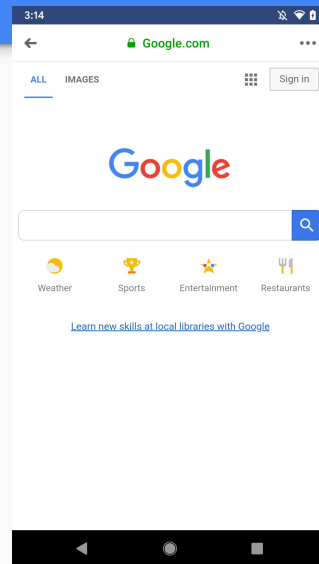 3:14
Google.com
ALL IMAGES Sign in
Google
Weather Sports Entertainment Restaurants
Learn new skills at local libraries with Google